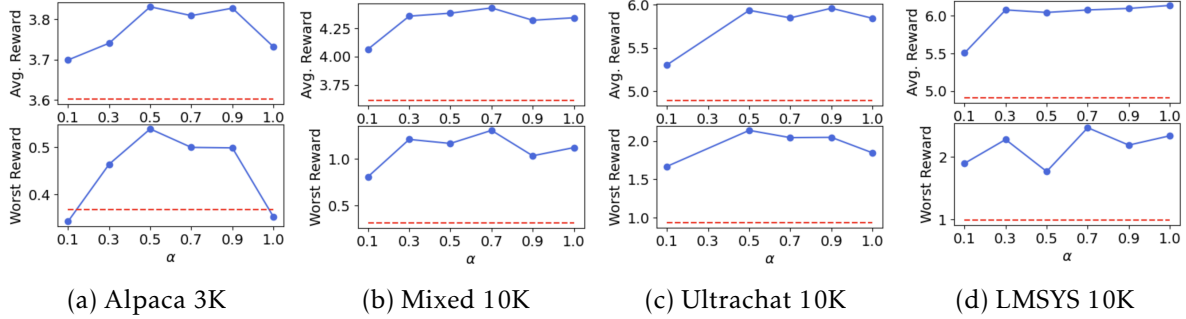 Avg. Reward
3.8
3.7
3.6
0.1 0.3 0.5 0.7 0.9 1.0
Worst Reward
0.5
0.4
0.1 0.3 0.5 0.7 0.9 1.0
α
(a) Alpaca 3K
Avg. Reward
4.25
4.00
3.75
0.1 0.3 0.5 0.7 0.9 1.0
Worst Reward
1.0
0.5
0.1 0.3 0.5 0.7 0.9 1.0
α
(b) Mixed 10K
Avg. Reward
6.0
5.5
5.0
0.1 0.3 0.5 0.7 0.9 1.0
Worst Reward
2.0
1.5
1.0
0.1 0.3 0.5 0.7 0.9 1.0
α
(c) Ultrachat 10K
Avg. Reward
6.0
5.5
5.0
0.1 0.3 0.5 0.7 0.9 1.0
Worst Reward
2
1
0.1 0.3 0.5 0.7 0.9 1.0
α
(d) LMSYS 10K